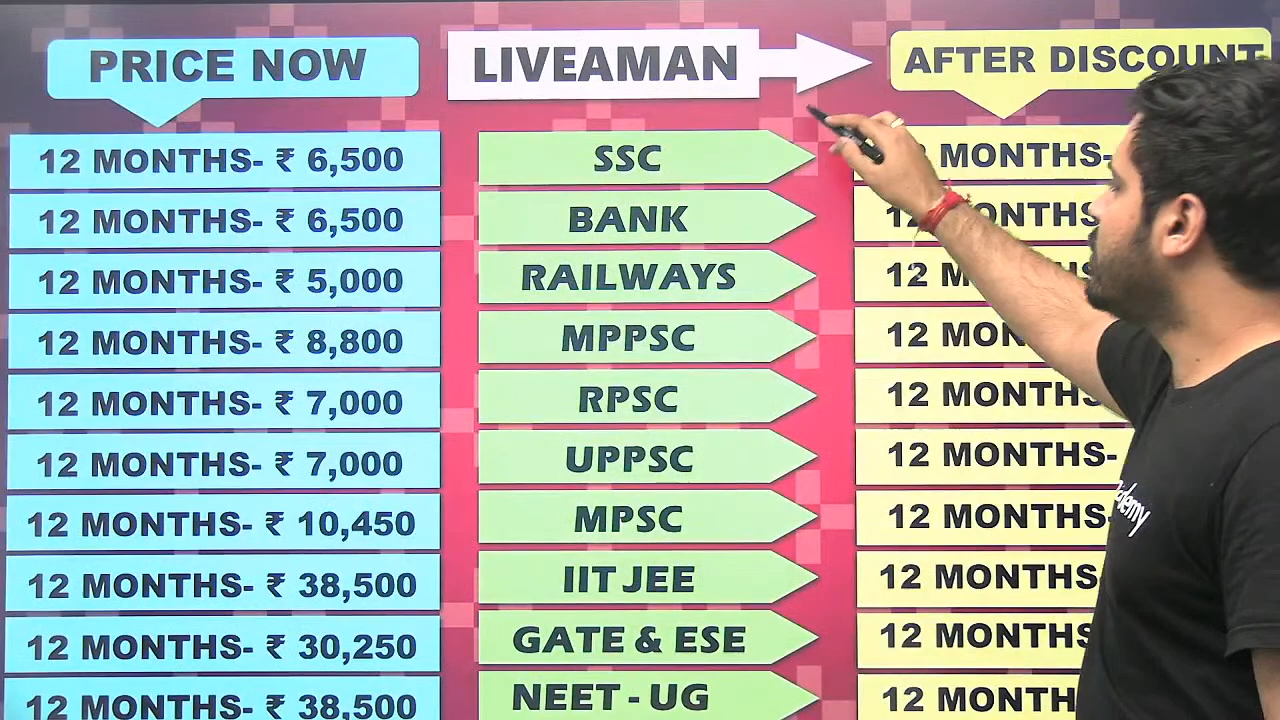 PRICE NOW LIVEAMAN AFTER DISCOUNT
12 MONTHS- ₹ 6,500 SSC MONTHS-
12 MONTHS- ₹ 6,500 BANK 12
12 MONTHS- ₹ 5,000 RAILWAYS 12
12 MONTHS- ₹ 8,800 MPPSC 12
12 MONTHS- ₹ 7,000 RPSC 12 MONTHS
12 MONTHS- ₹ 7,000 UPPSC 12 MONTHS-
12 MONTHS- ₹ 10,450 MPSC 12 MONTHS-
12 MONTHS- ₹ 38,500 IIT JEE 12 MONTHS
12 MONTHS- ₹ 30,250 GATE & ESE 12 MONTHS
12 MONTHS- ₹ 38,500 NEET - UG 12 MONTH